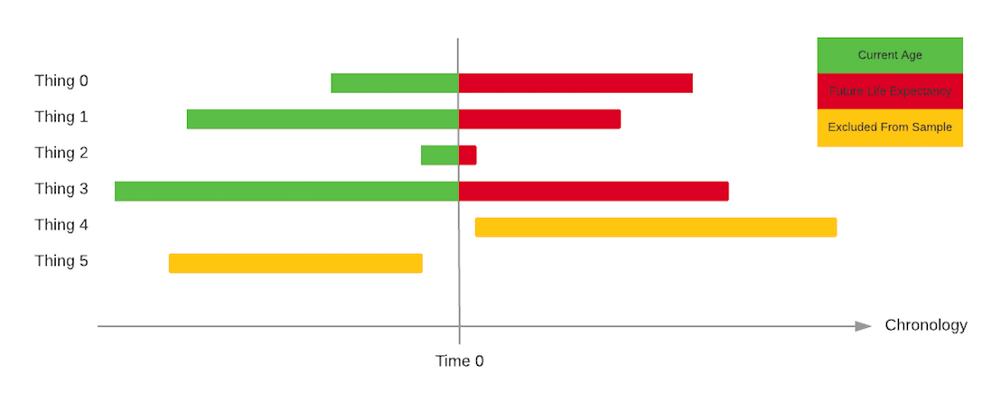 Current Age
Thing 0
Future Life Expectancy
Thing 1
Excluded From Sample
Thing 2
Thing 3
Thing 4
Thing 5
Chronology
Time 0